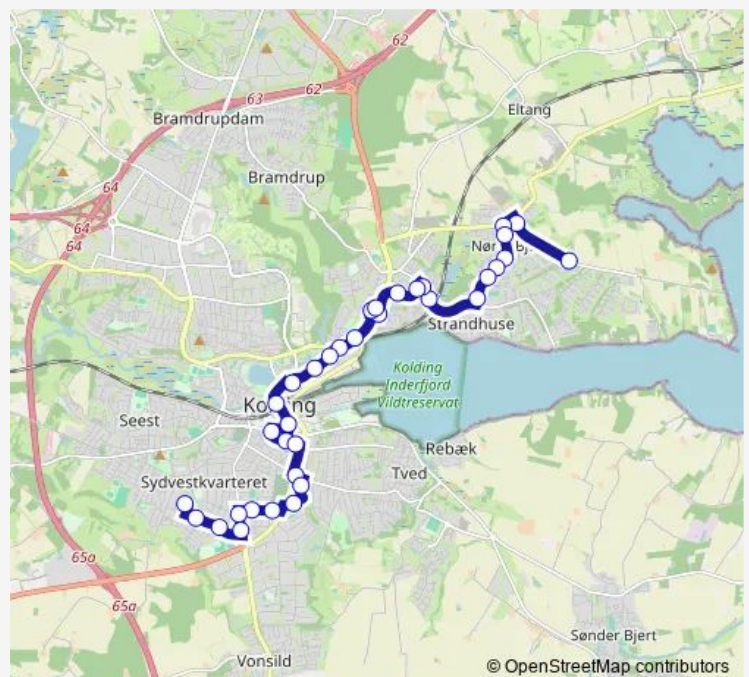 62
62
63
Bramdrupdam
Eltang
Bramdrup
64
64
64
Strandhuse
Kolding
Inderfjord
Vildtreservat
Kolding
Seest
Rebæk
Tved
Sydvestkvarteret
65a
65a
Sønder Bjert
Vonsild
© OpenStreetMap contributors